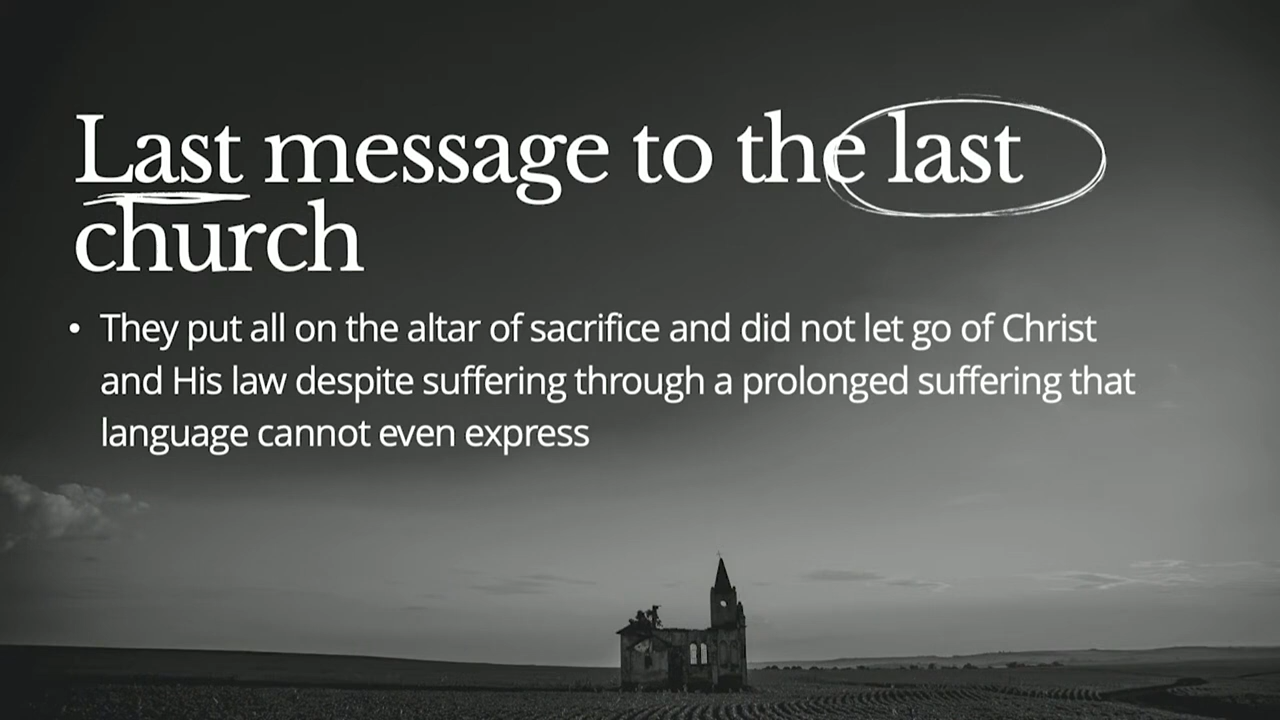 Last message to the last
church
• They put all on the altar of sacrifice and did not let go of Christ
and His law despite suffering through a prolonged suffering that
language cannot even express